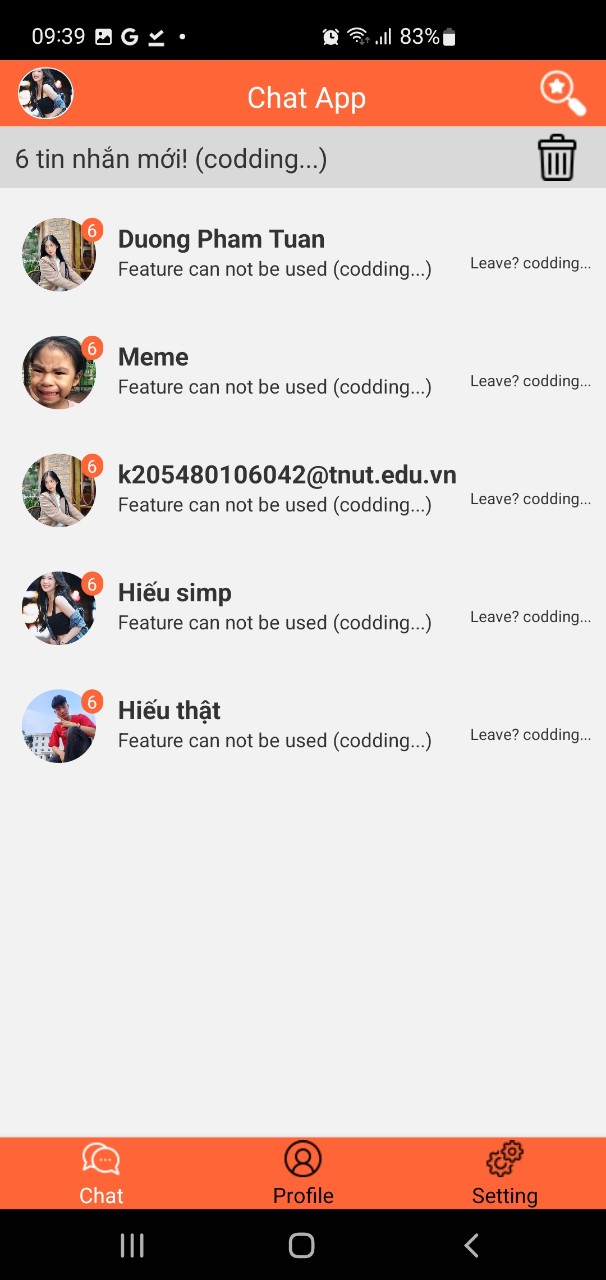 09:39 G 83%
Chat App
6 tin nhắn mới! (codding...)
6
Duong Pham Tuan
Feature can not be used (codding...)
Leave? codding...
6
Meme
Feature can not be used (codding...)
Leave? codding...
6
k205480106042@tnut.edu.vn
Feature can not be used (codding...)
Leave? codding...
6
Hiếu simp
Feature can not be used (codding...)
Leave? codding...
6
Hiếu thật
Feature can not be used (codding...)
Leave? codding...
Chat Profile Setting